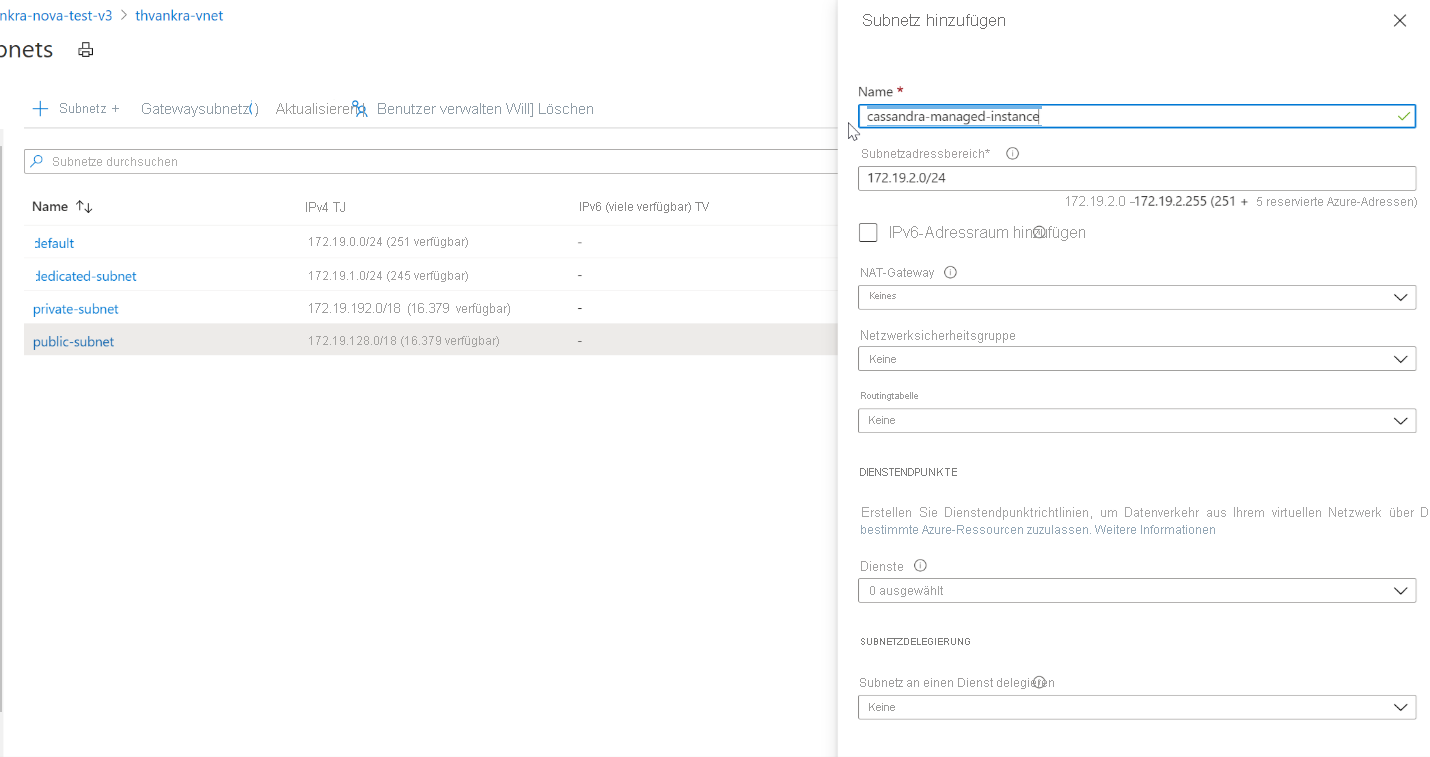 nkra-nova-test-v3 > thvankra-vnet
nets
Subnetz + Gatewaysubnetz() Aktualisieren Benutzer verwalten Will] Löschen
Subnetze durchsuchen
Name IPv4 TJ IPv6 (viele verfügbar) TV
default 172.19.0.0/24 (251 verfügbar) -
dedicated-subnet 172.19.1.0/24 (245 verfügbar) -
private-subnet 172.19.192.0/18 (16.379 verfügbar) -
public-subnet 172.19.128.0/18 (16.379 verfügbar) -
Subnetz hinzufügen
Name *
cassandra-managed-instance
Subnetzadressbereich*
172.19.2.0/24
172.19.2.0 –172.19.2.255 (251 + 5 reservierte Azure-Adressen)
IPv6-Adressraum hinzufügen
NAT-Gateway
Keines
Netzwerksicherheitsgruppe
Keine
Routingtabelle
Keine
DIENSTENDPUNKTE
Erstellen Sie Dienstendpunktrichtlinien, um Datenverkehr aus Ihrem virtuellen Netzwerk über D
bestimmte Azure-Ressourcen zuzulassen. Weitere Informationen
Dienste
0 ausgewählt
SUBNETZDELEGIERUNG
Subnetz an einen Dienst delegieren
Keine